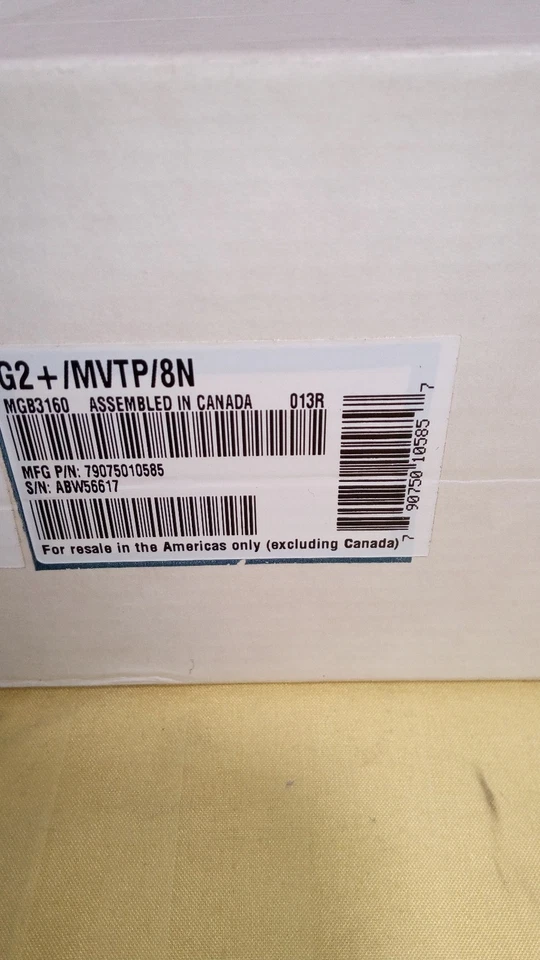 G2+/MVTP/8N
MGB3160 ASSEMBLED IN CANADA 013R
MFG P/N: 79075010585
S/N: ABW56617
For resale in the Americas only (excluding Canada)
7 90750 10585 7